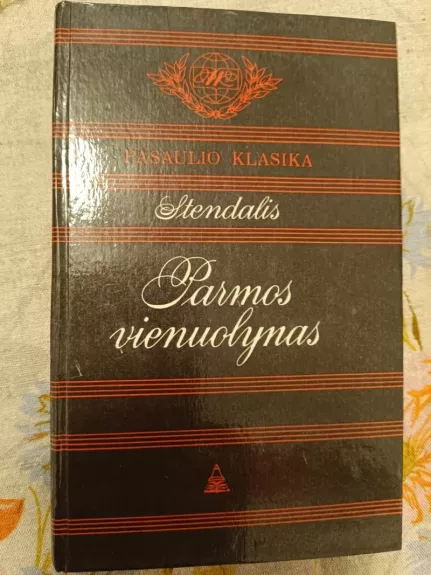 PASAULIO KLASIKA
Stendalis
Parmos
vienuolynas